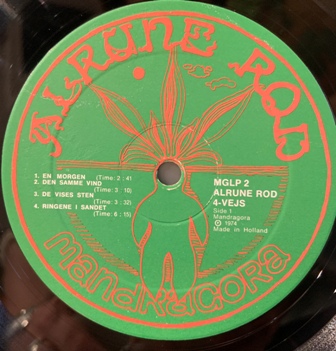 ALRUNE ROD
1. EN MORGEN (Time: 2 : 41
2. DEN SAMME VIND
(Time: 3 : 10)
3. DE VISES STEN
(Time: 3 : 32)
4. RINGENE I SANDET
(Time: 6 : 15)
MGLP 2
ALRUNE ROD
4-VEJS
Side 1
Mandragora
℗ 1974
Made in Holland
MANDRAGORA